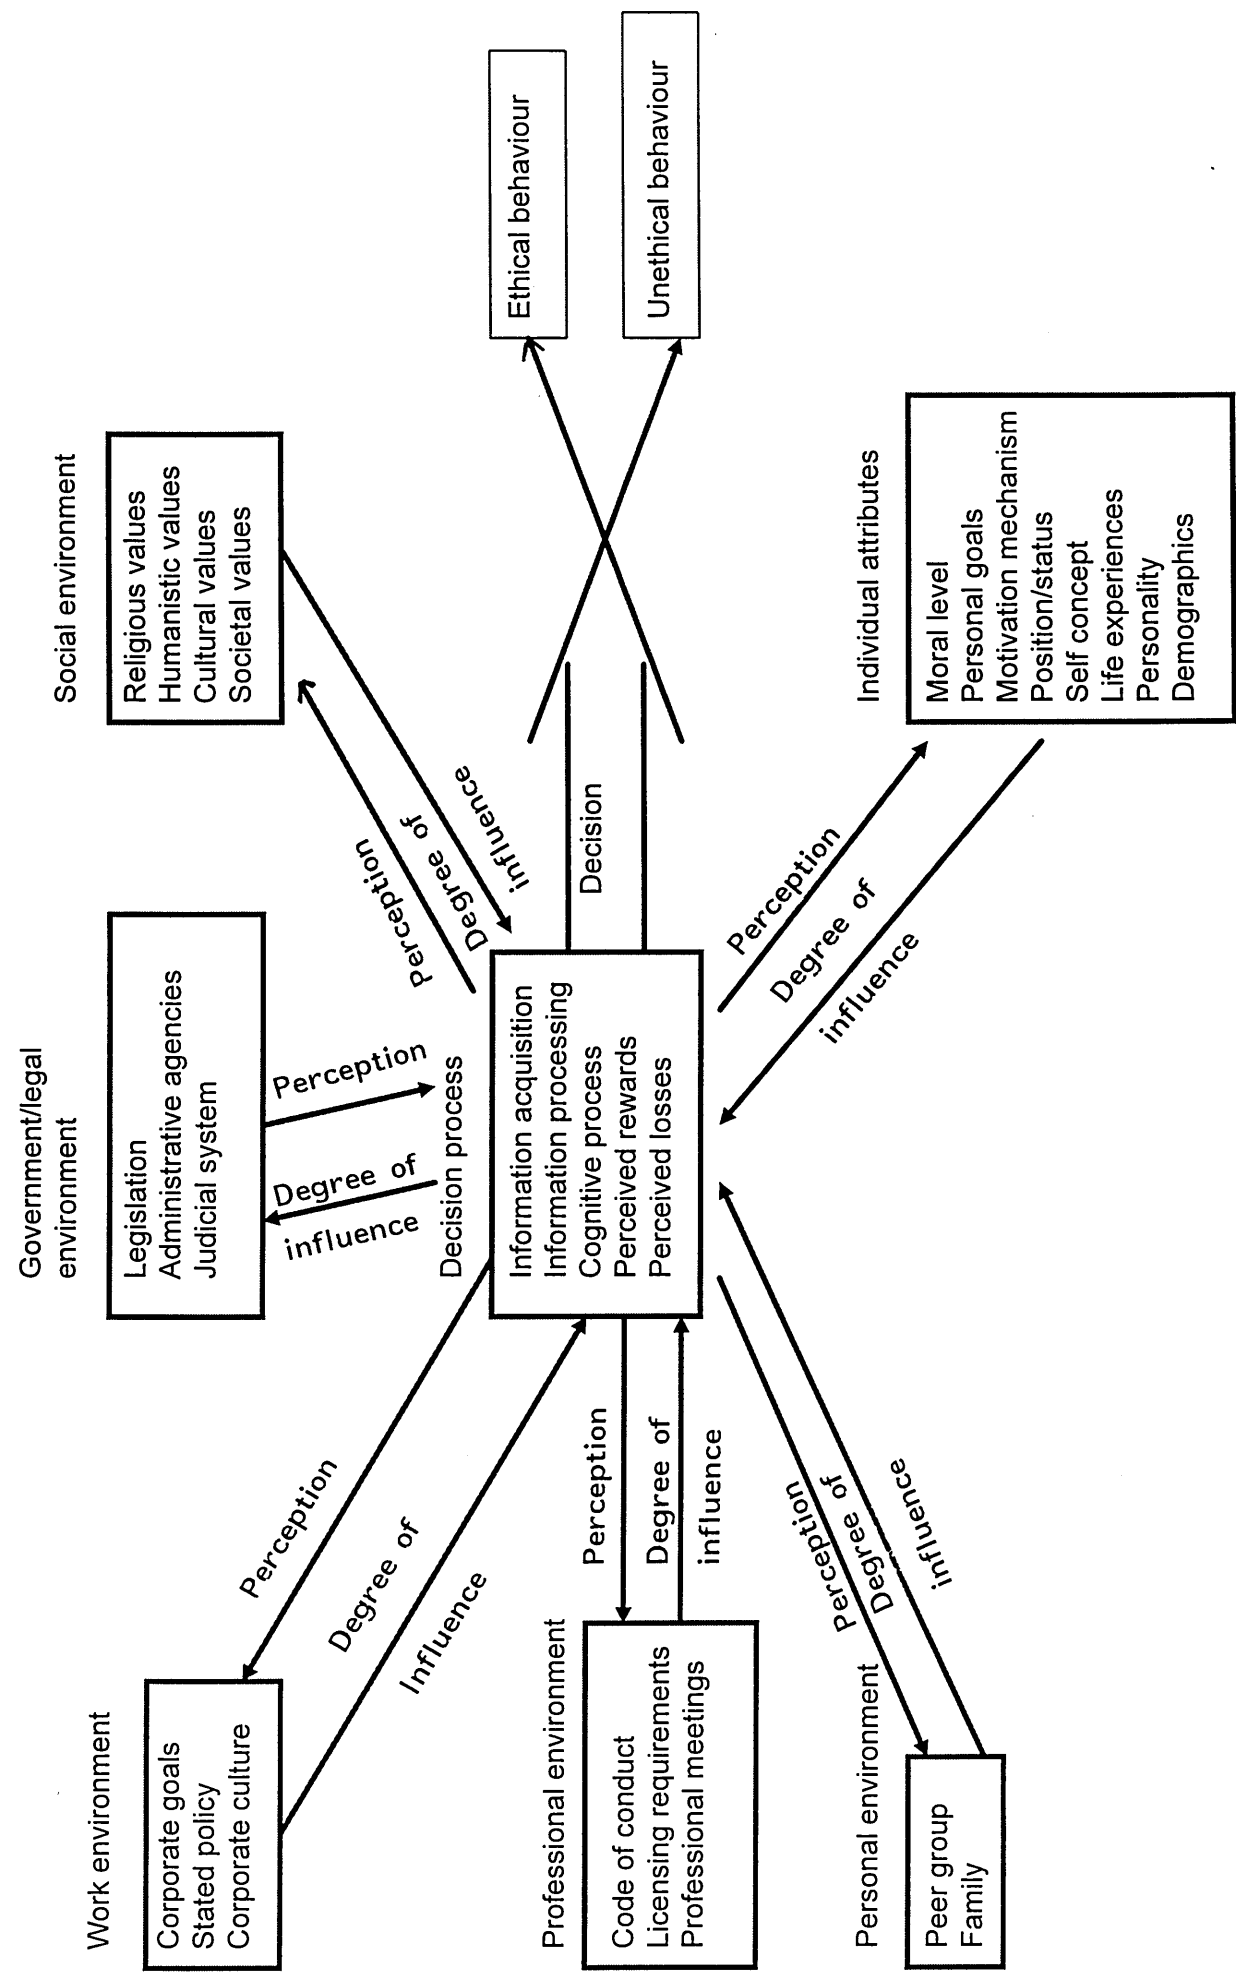 Government/legal
environment
Work environment
Social environment
Corporate goals
Stated policy
Corporate culture
Legislation
Administrative agencies
Judicial system
Religious values
Humanistic values
Cultural values
Societal values
Perception
Degree of
Influence
Degree of
influence
Perception
Perception
Degree of
influence
Decision process
Professional environment
Code of conduct
Licensing requirements
Professional meetings
Perception
Degree of
influence
Information acquisition
Information processing
Cognitive process
Perceived rewards
Perceived losses
Decision
Ethical behaviour
Unethical behaviour
Personal environment
Peer group
Family
Perception
Degree of
influence
Perception
Degree of
influence
Individual attributes
Moral level
Personal goals
Motivation mechanism
Position/status
Self concept
Life experiences
Personality
Demographics